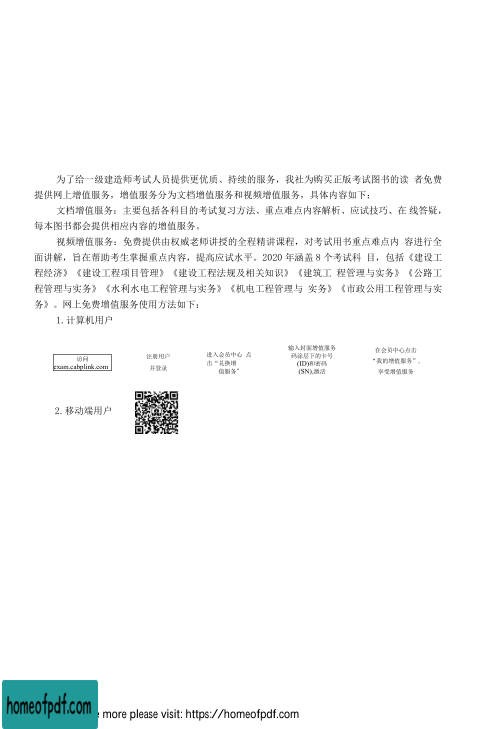 为了给一级建造师考试人员提供更优质、持续的服务，我社为购买正版考试图书的读 者免费
提供网上增值服务，增值服务分为文档增值服务和视频增值服务，具体内容如下：
文档增值服务：主要包括各科目的考试复习方法、重点难点内容解析、应试技巧、在 线答疑，
每本图书都会提供相应内容的增值服务。
视频增值服务：免费提供由权威老师讲授的全程精讲课程，对考试用书重点难点内 容进行全
面讲解，旨在帮助考生掌握重点内容，提高应试水平。2020 年涵盖 8 个考试科 目，包括《建设工
程经济》《建设工程项目管理》《建设工程法规及相关知识》《建筑工 程管理与实务》《公路工
程管理与实务》《水利水电工程管理与实务》《机电工程管理与 实务》《市政公用工程管理与实
务》。网上免费增值服务使用方法如下：
1.计算机用户
访问
exam.cabplink.com
注册用户
并登录
进入会员中心 点
出“兑换增
值服务”
输入封面增值服务
码涂层下的卡号
(ID)和密码
(SN),激活
在会员中心点击
“我的增值服务”，
享受增值服务
2.移动端用户
homeofpdf.com
e more please visit: https://homeofpdf.com